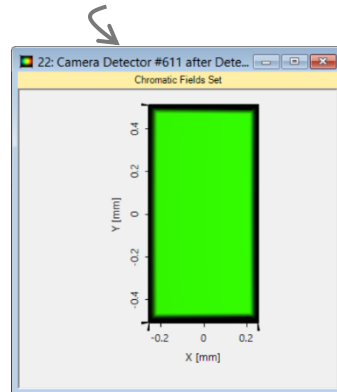 22: Camera Detector #611 after Dete...
Chromatic Fields Set
0.4
0.2
0
-0.2
-0.4
Y [mm]
-0.2 0 0.2
X [mm]